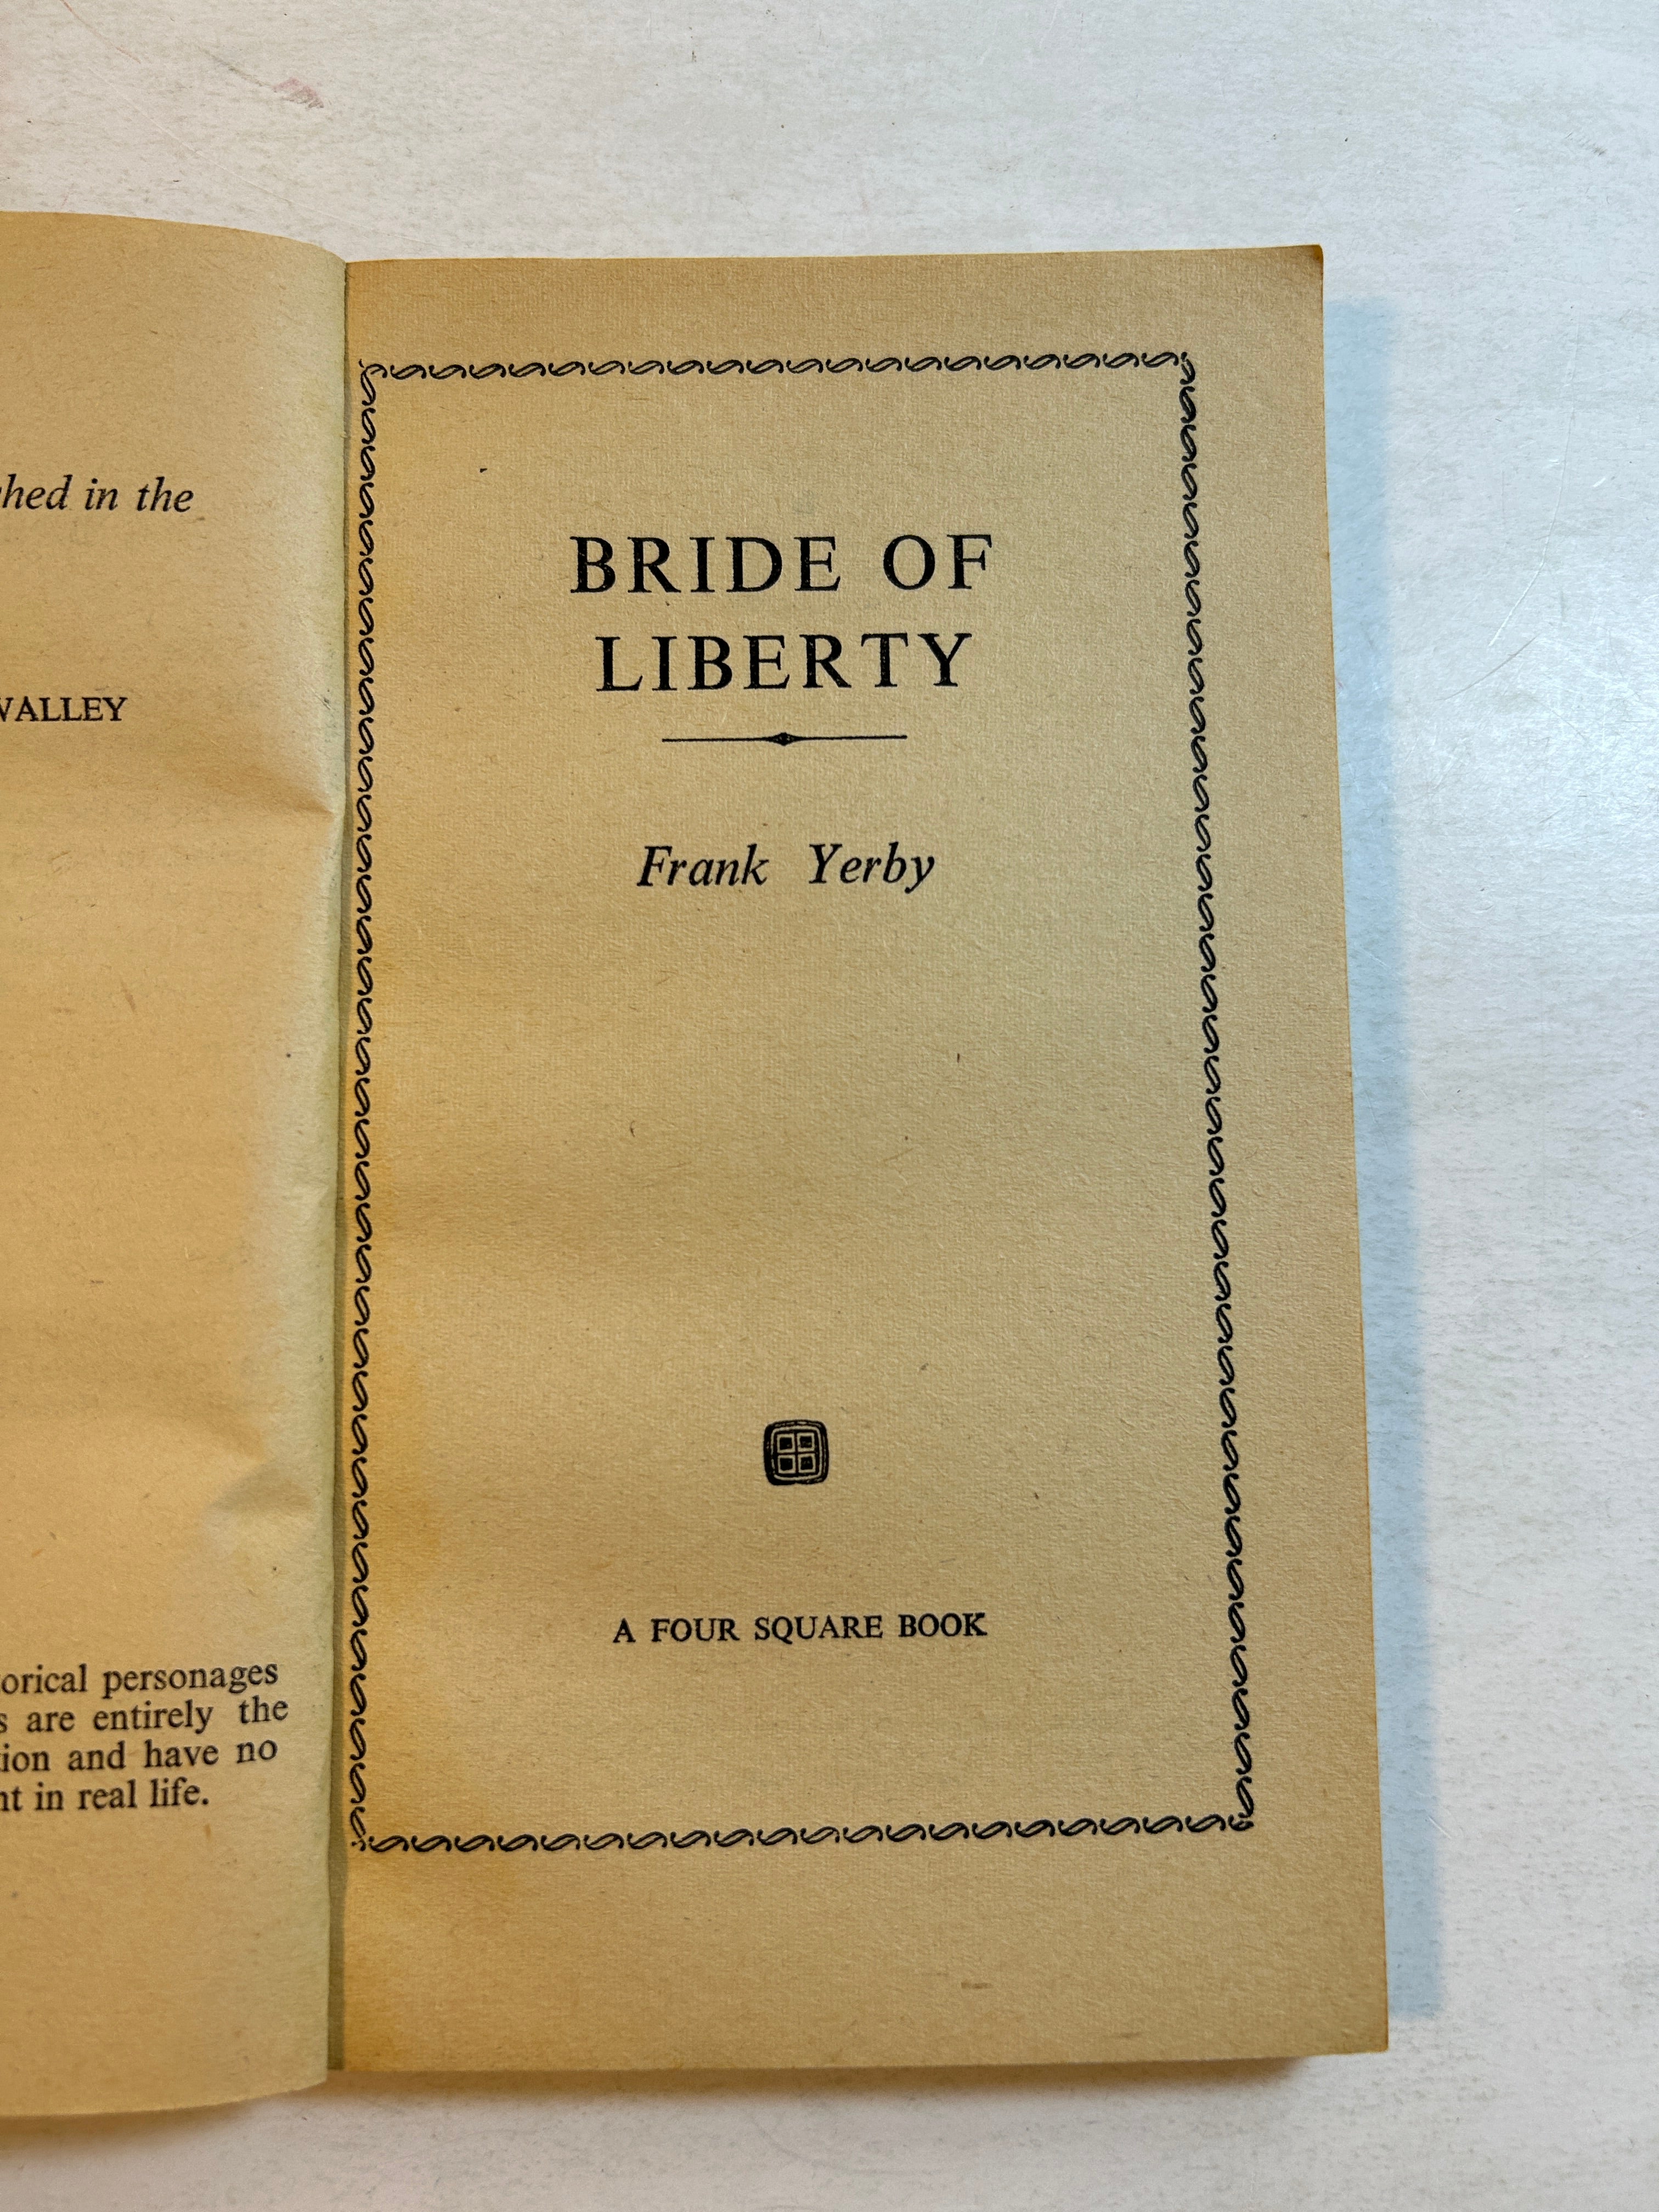 hed in the
VALLEY
orical personages
s are entirely the
tion and have no
nt in real life.
BRIDE OF
LIBERTY
Frank Yerby
A FOUR SQUARE BOOK